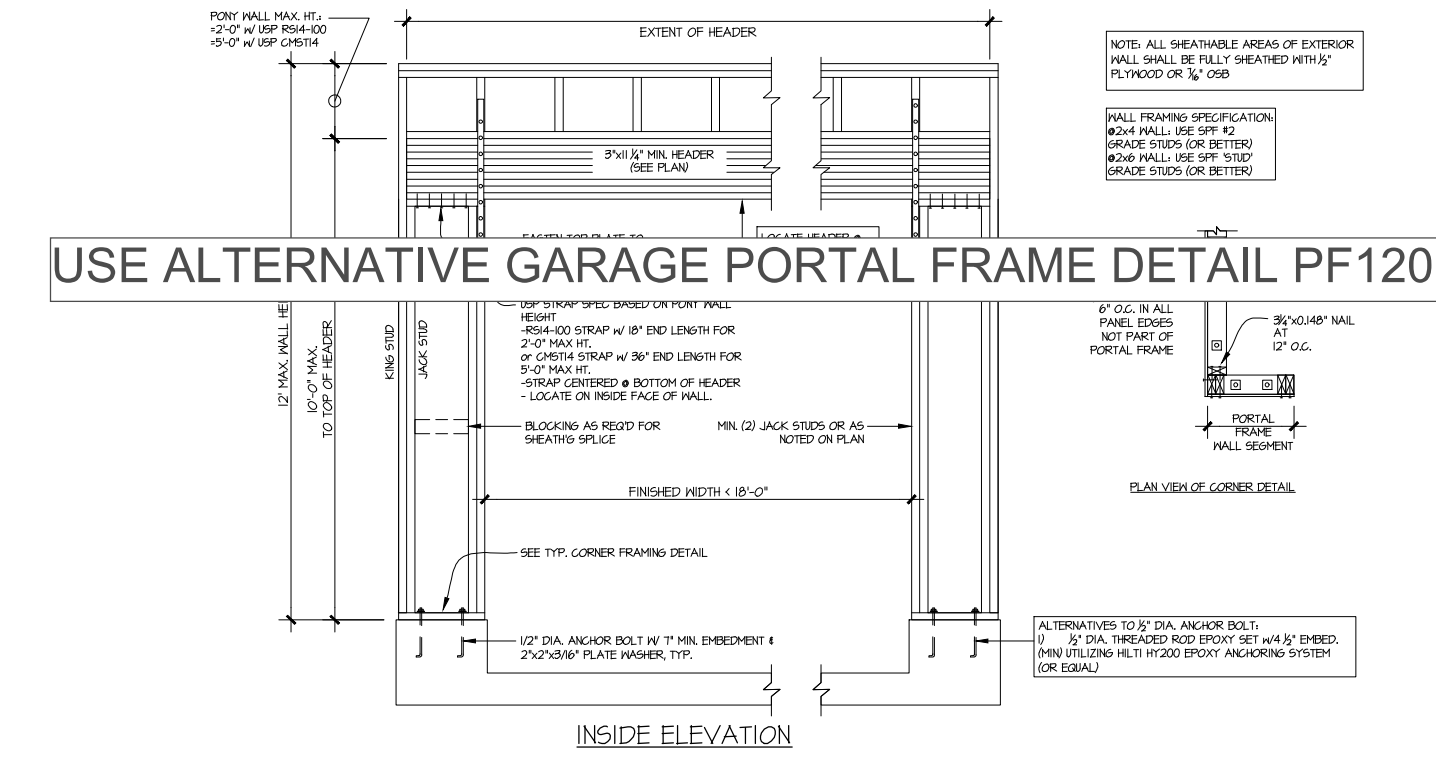 PONY WALL MAX. HT.:
=2'-0" W/ USP RS14-100
=5'-0" W/ USP CMST14
EXTENT OF HEADER
NOTE: ALL SHEATHABLE AREAS OF EXTERIOR
WALL SHALL BE FULLY SHEATHED WITH ½"
PLYWOOD OR 7/16" OSB
WALL FRAMING SPECIFICATION:
@2x4 WALL: USE SPF #2
GRADE STUDS (OR BETTER)
@2x6 WALL: USE SPF 'STUD'
GRADE STUDS (OR BETTER)
3"x11 ¼" MIN. HEADER
(SEE PLAN)
FASTEN TOP PLATE TO
LOCATE HEADER @
USE ALTERNATIVE GARAGE PORTAL FRAME DETAIL PF120
12' MAX. WALL
10'-0" MAX.
TO TOP OF HEADER
KING STUD
JACK STUD
USP STRAP SPEC BASED ON PONY WALL
HEIGHT
-RS14-100 STRAP W/ 18" END LENGTH FOR
2'-0" MAX HT.
or CMST14 STRAP W/ 36" END LENGTH FOR
5'-0" MAX HT.
-STRAP CENTERED @ BOTTOM OF HEADER
- LOCATE ON INSIDE FACE OF WALL.
6" O.C. IN ALL
PANEL EDGES
NOT PART OF
PORTAL FRAME
3¼"x0.148" NAIL
AT
12" O.C.
BLOCKING AS REQ'D FOR
SHEATH'G SPLICE
MIN. (2) JACK STUDS OR AS
NOTED ON PLAN
PORTAL
FRAME
WALL SEGMENT
PLAN VIEW OF CORNER DETAIL
FINISHED WIDTH < 18'-0"
SEE TYP. CORNER FRAMING DETAIL
1/2" DIA. ANCHOR BOLT W/ 7" MIN. EMBEDMENT &
2"x2"x3/16" PLATE WASHER, TYP.
ALTERNATIVES TO ½" DIA. ANCHOR BOLT:
1) ½" DIA. THREADED ROD EPOXY SET W/4 ½" EMBED.
(MIN) UTILIZING HILTI HY200 EPOXY ANCHORING SYSTEM
(OR EQUAL)
INSIDE ELEVATION